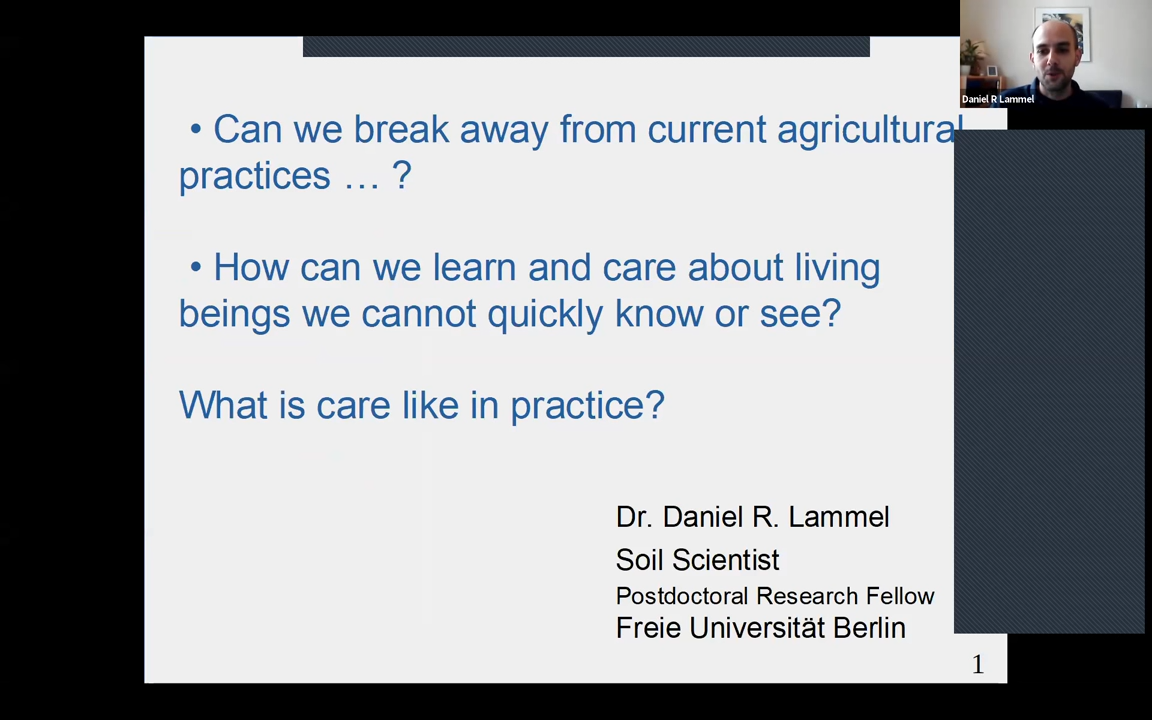 Daniel R Lammel
• Can we break away from current agricultural
practices … ?
• How can we learn and care about living
beings we cannot quickly know or see?
What is care like in practice?
Dr. Daniel R. Lammel
Soil Scientist
Postdoctoral Research Fellow
Freie Universität Berlin
1